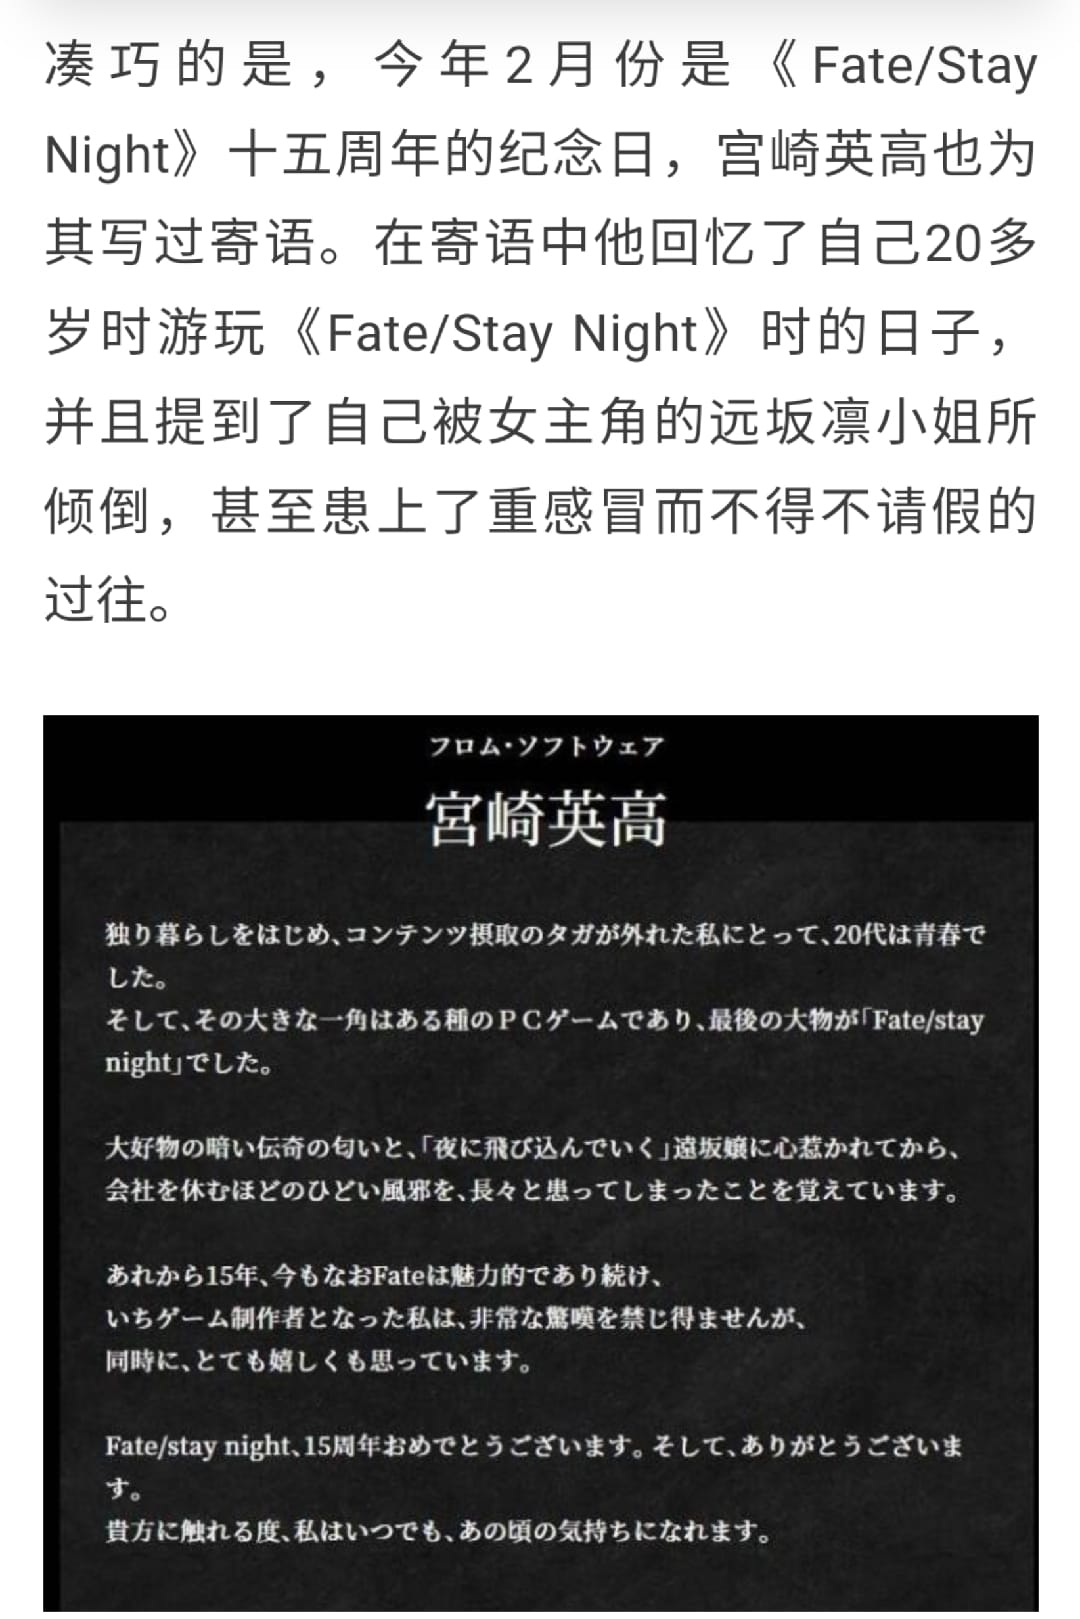 凑巧的是，今年2月份是《Fate/Stay
Night》十五周年的纪念日，宫崎英高也为
其写过寄语。在寄语中他回忆了自己20多
岁时游玩《Fate/Stay Night》时的日子，
并且提到了自己被女主角的远坂凛小姐所
倾倒，甚至患上了重感冒而不得不请假的
过往。
フロム・ソフトウェア
宮崎英高
独り暮らしをはじめ、コンテンツ摂取のタガが外れた私にとって、20代は青春で
した。
そして、その大きな一角はある種のＰＣゲームであり、最後の大物が「Fate/stay
night」でした。
大好物の暗い伝奇の匂いと、「夜に飛び込んでいく」遠坂嬢に心惹かれてから、
会社を休むほどのひどい風邪を、長々と患ってしまったことを覚えています。
あれから15年、今もなおFateは魅力的であり続け、
いちゲーム制作者となった私は、非常な驚嘆を禁じ得ませんが、
同時に、とても嬉しくも思っています。
Fate/stay night、15周年おめでとうございます。そして、ありがとうございま
す。
貴方に触れる度、私はいつでも、あの頃の気持ちになれます。